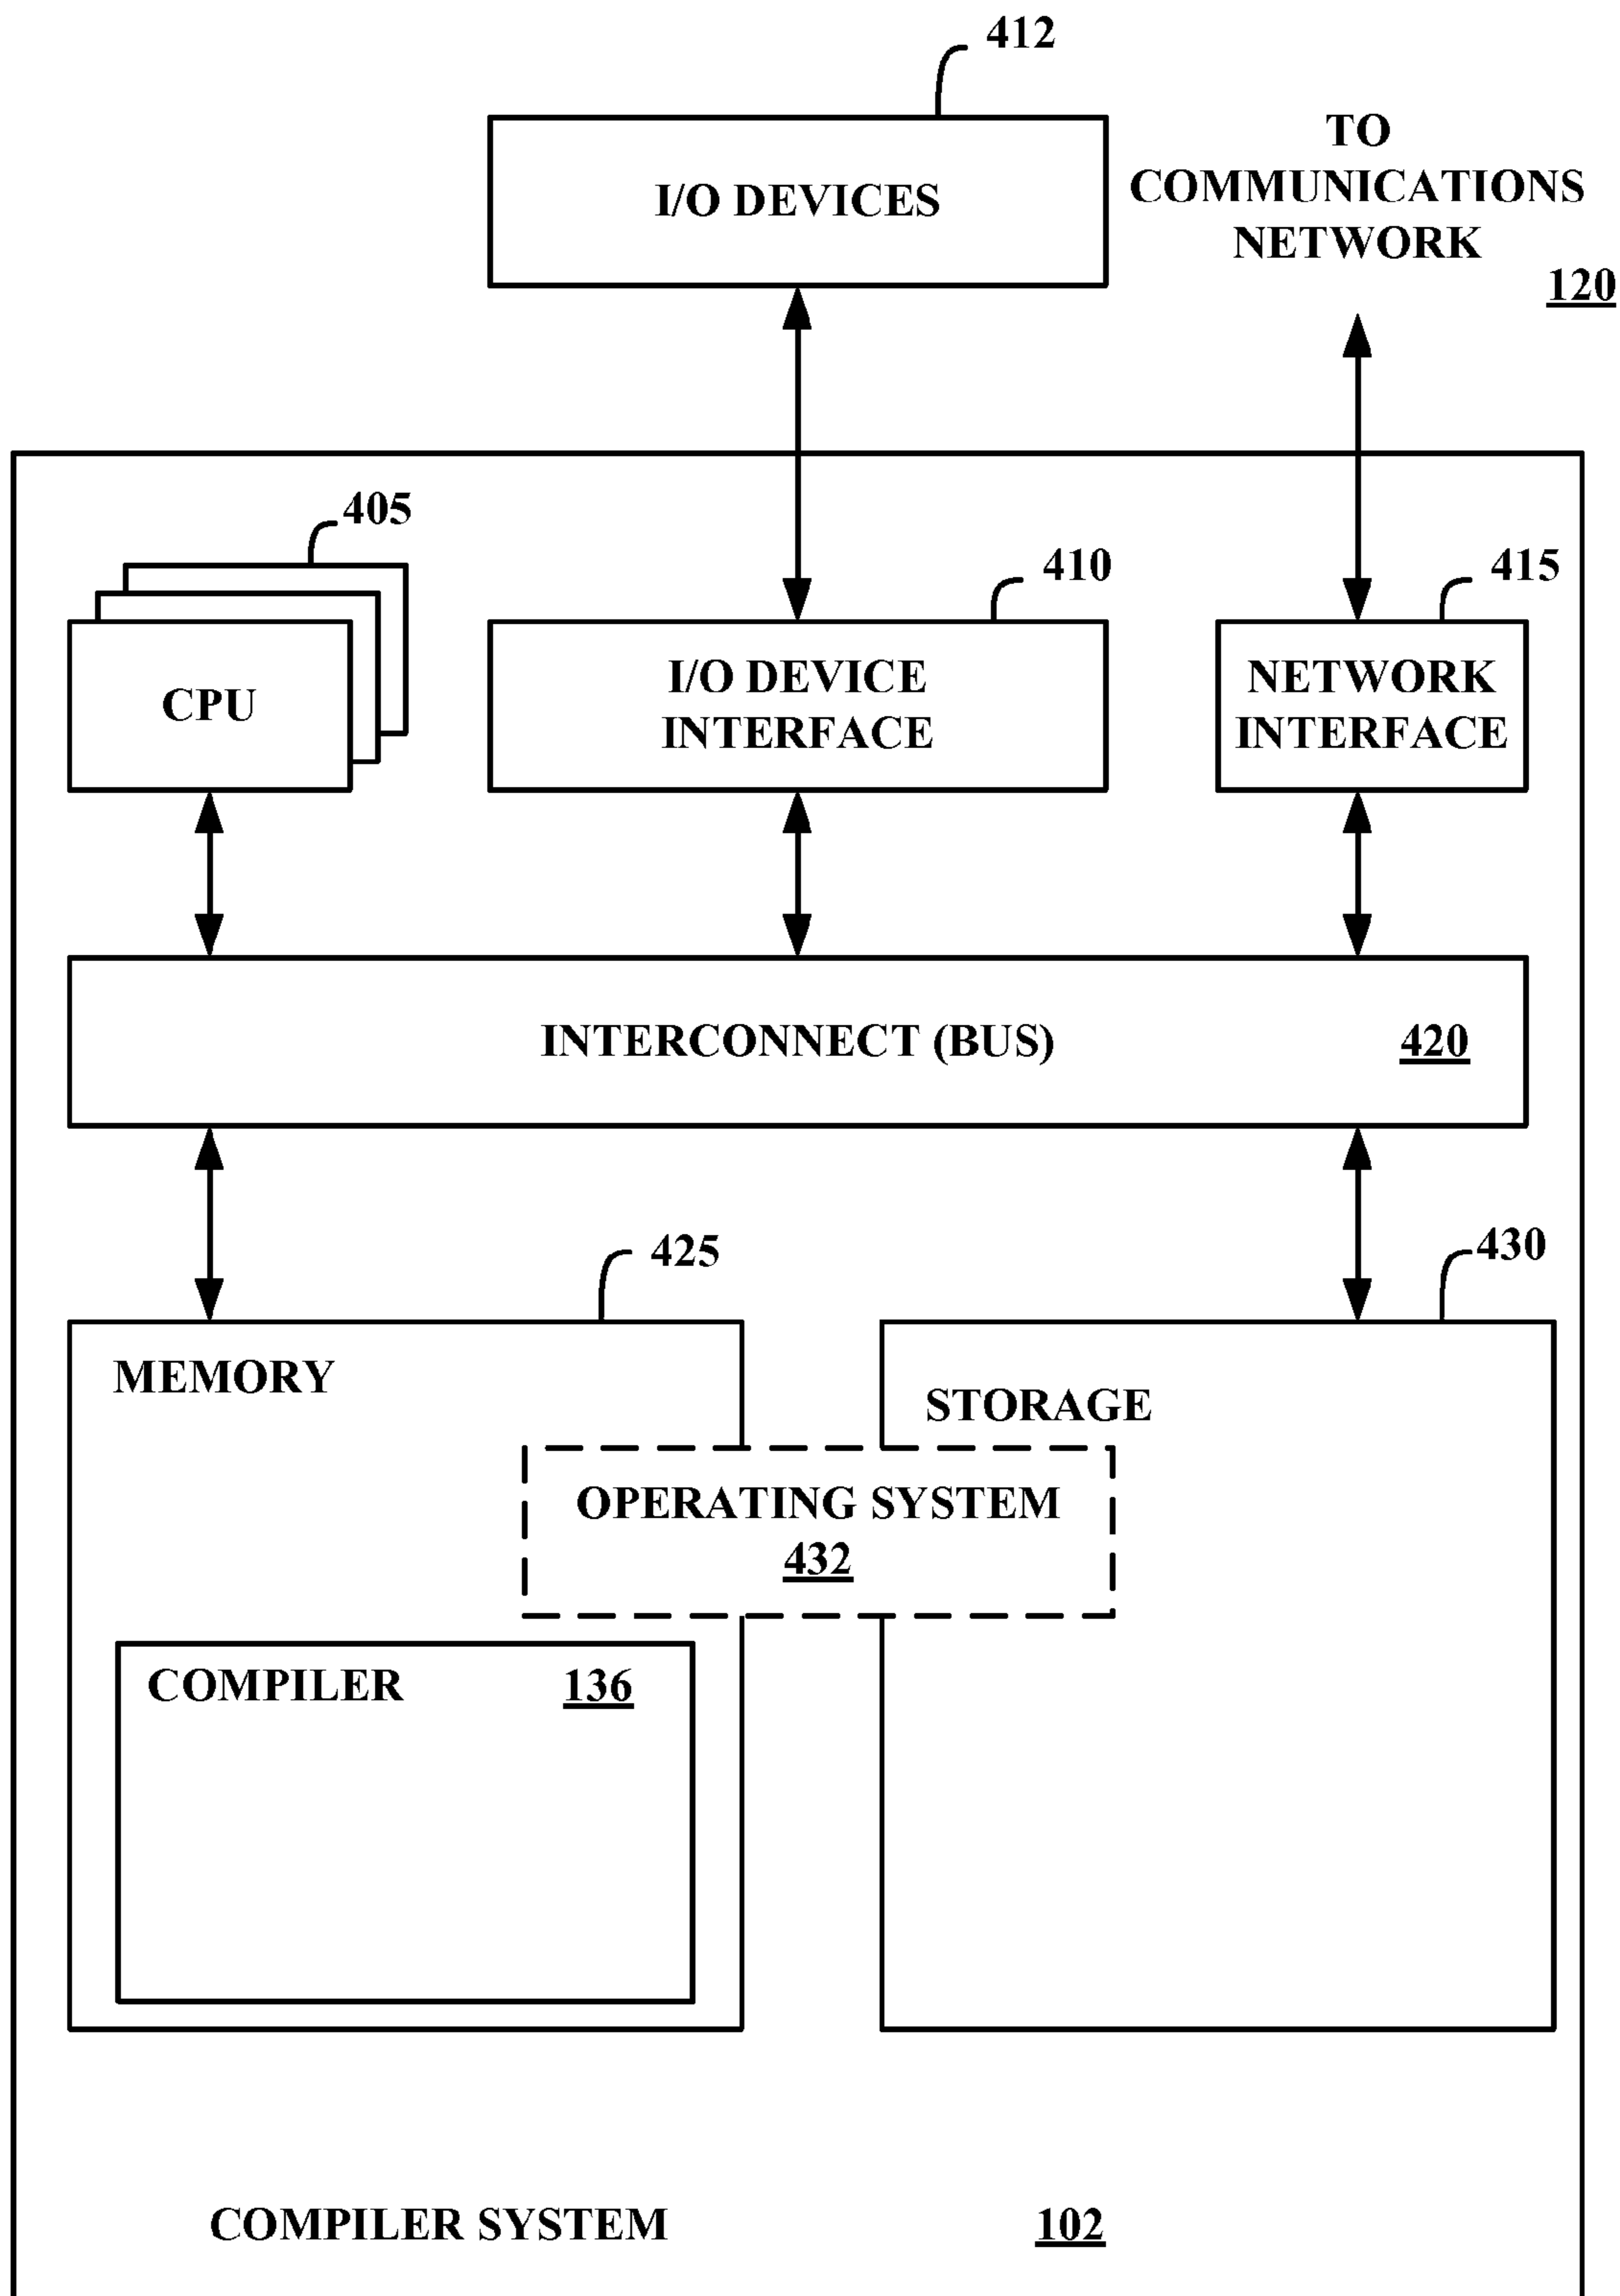 412
I/O DEVICES
TO
COMMUNICATIONS
NETWORK
120
405
410
415
CPU
I/O DEVICE
INTERFACE
NETWORK
INTERFACE
INTERCONNECT (BUS) 420
425
430
MEMORY
STORAGE
OPERATING SYSTEM
432
COMPILER 136
COMPILER SYSTEM 102